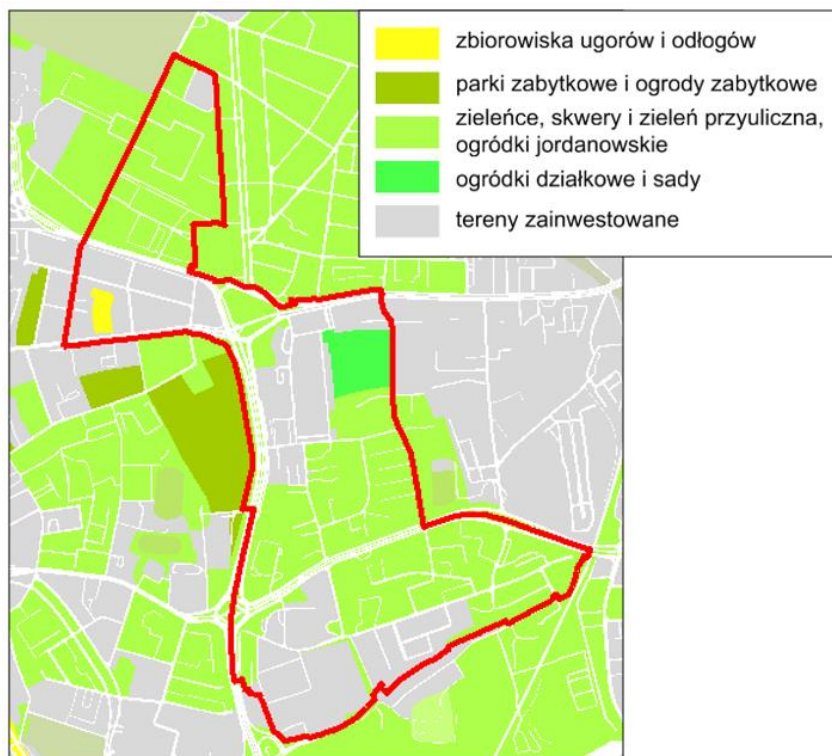 zbiorowiska ugorów i odłogów
parki zabytkowe i ogrody zabytkowe
zieleńce, skwery i zieleń przyuliczna,
ogródki jordanowskie
ogródki działkowe i sady
tereny zainwestowane